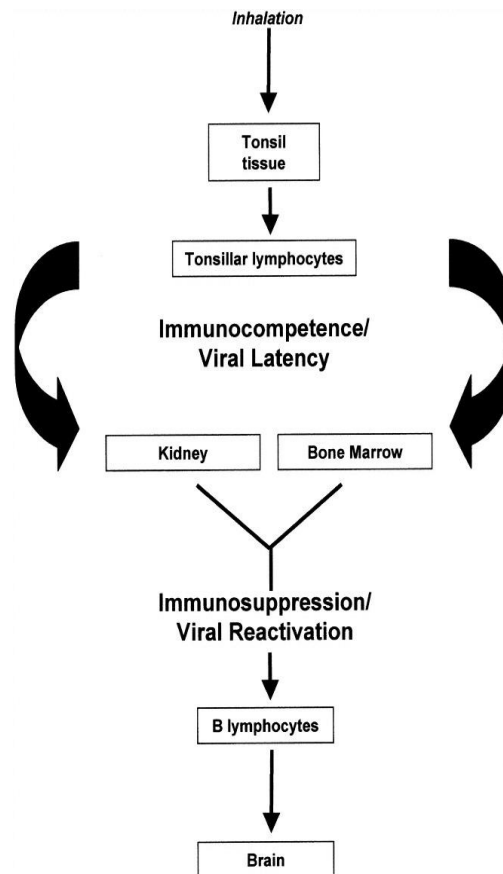 Inhalation
Tonsil
tissue
Tonsillar lymphocytes
Immunocompetence/
Viral Latency
Kidney
Bone Marrow
Immunosuppression/
Viral Reactivation
B lymphocytes
Brain